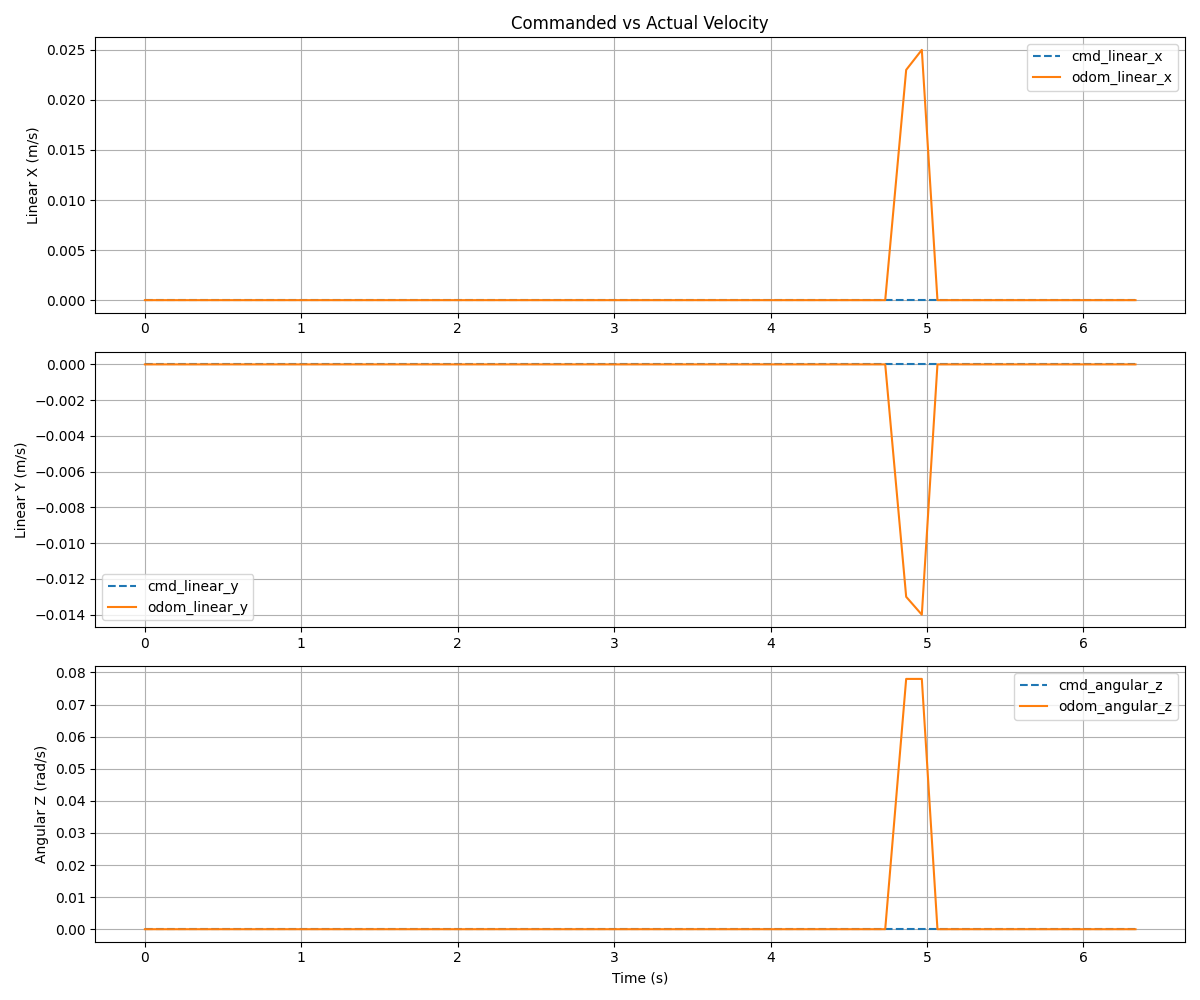 Commanded vs Actual Velocity
0.025
0.020
0.015
0.010
0.005
0.000
Linear X (m/s)
cmd_linear_x
odom_linear_x
0 1 2 3 4 5 6
0.000
−0.002
−0.004
−0.006
−0.008
−0.010
−0.012
−0.014
Linear Y (m/s)
cmd_linear_y
odom_linear_y
0 1 2 3 4 5 6
0.08
0.07
0.06
0.05
0.04
0.03
0.02
0.01
0.00
Angular Z (rad/s)
cmd_angular_z
odom_angular_z
0 1 2 3 4 5 6
Time (s)